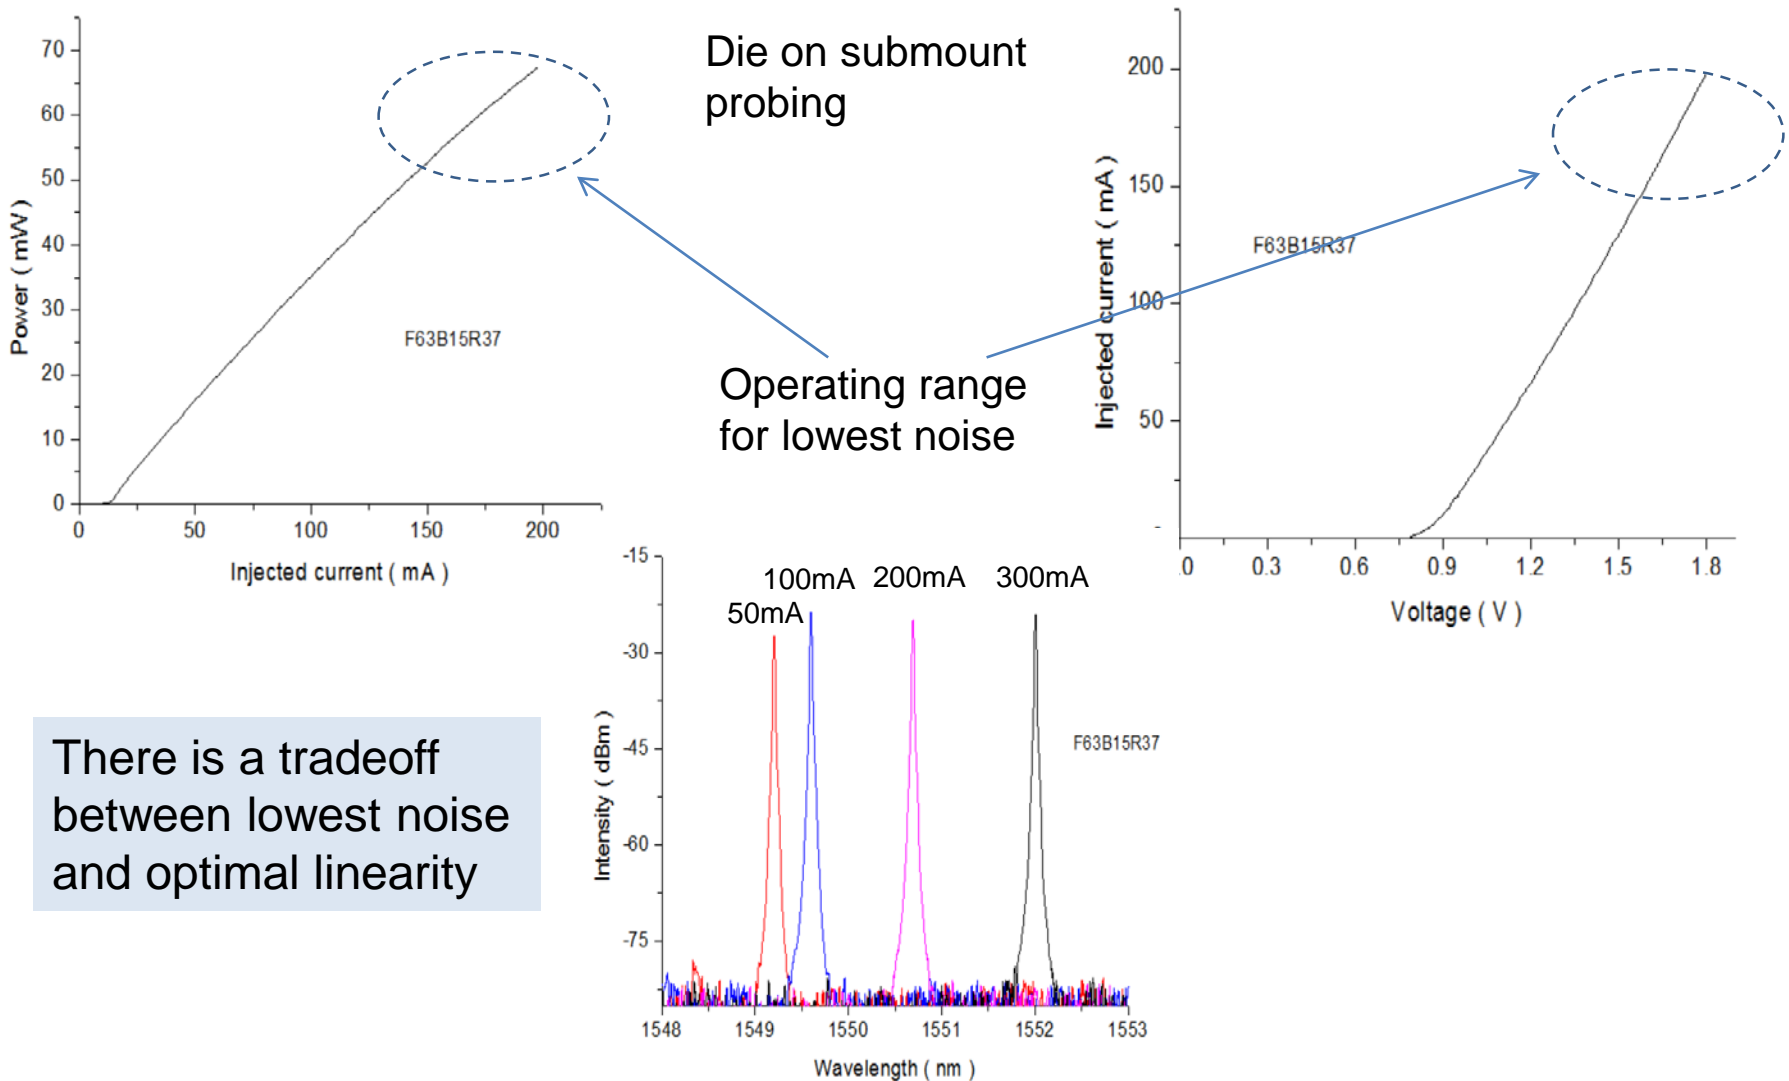 70
60
50
40
30
20
10
0
Power ( mW )
F63B15R37
0
50
100
150
200
Injected current ( mA )
Die on submount
probing
Operating range
for lowest noise
200
150
100
50
-
Injected current ( mA )
F63B15R37
.0
0.3
0.6
0.9
1.2
1.5
1.8
Voltage ( V )
-15
-30
-45
-60
-75
Intensity ( dBm )
50mA
100mA
200mA
300mA
F63B15R37
1548
1549
1550
1551
1552
1553
Wavelength ( nm )
There is a tradeoff
between lowest noise
and optimal linearity